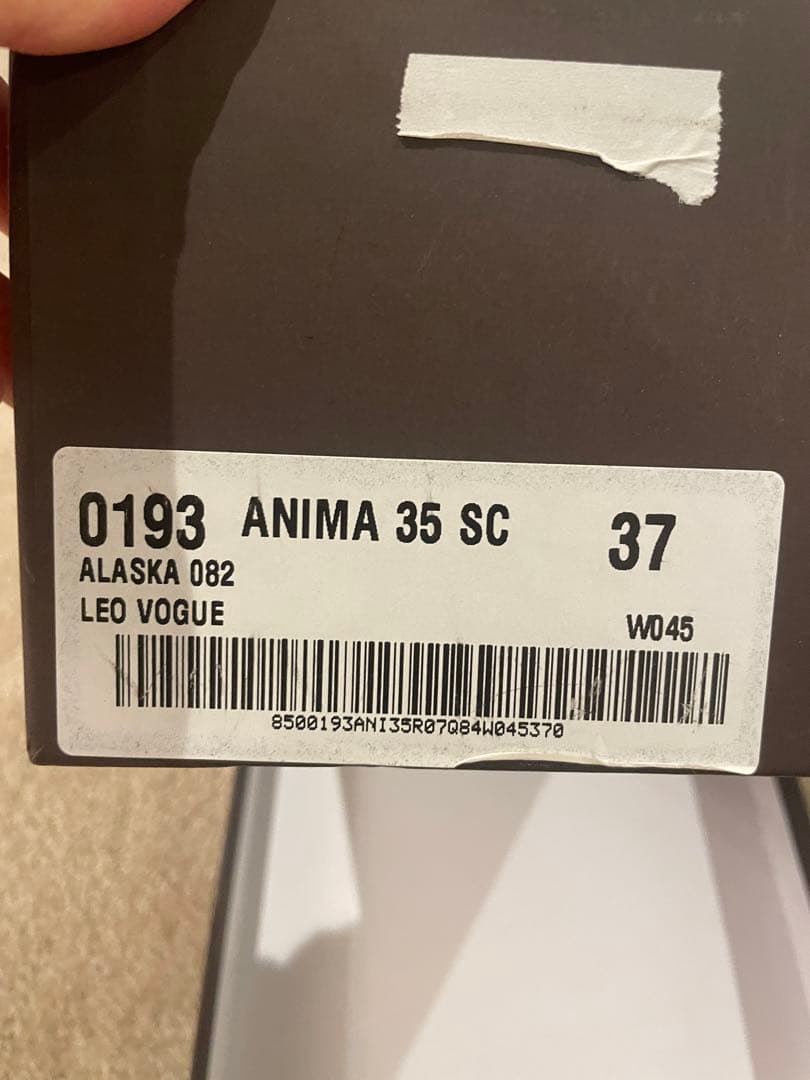 0193 ANIMA 35 SC 37
ALASKA 082
LEO VOGUE W045
8500193ANI35R07Q84W045370